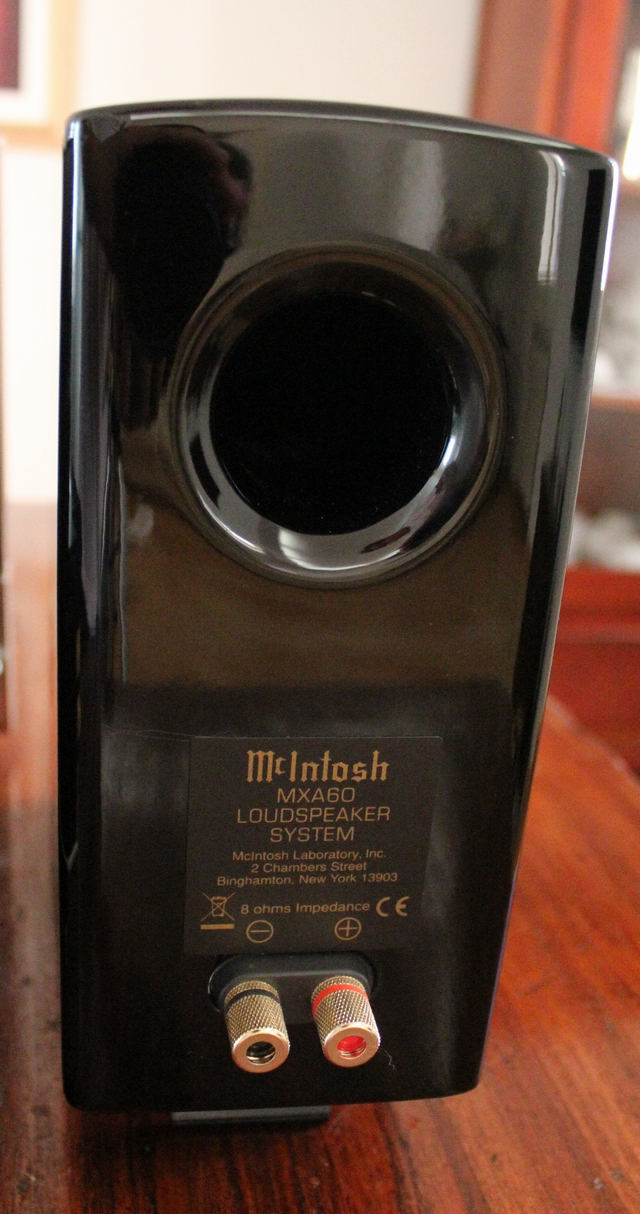 McIntosh
MXA60
LOUDSPEAKER
SYSTEM
McIntosh Laboratory, Inc.
2 Chambers Street
Binghamton, New York 13903
8 ohms Impedance CE
- +